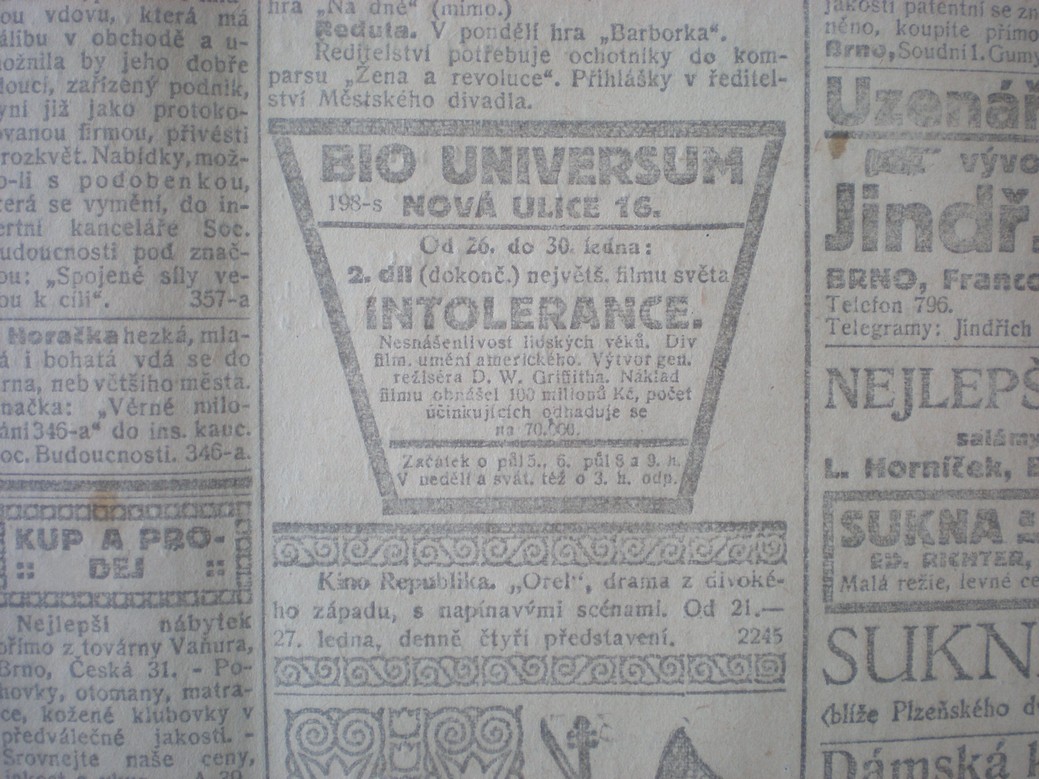 ou vdovu, která má
álibu v obchodě a u-
ožnila by jeho dobře
doucí, zařízený podnik,
yní již jako protoko-
ovanou firmou, přivésti
rozkvět. Nabídky, mož-
o-li s podobenkou,
terá se vymění, do in-
ertní kanceláře Soc.
Budoucnosti pod znač-
ou: „Spojené síly ve-
ou k cíli“. 357-a
Noračka hezká, mla-
á i bohatá vdá se do
rna, neb většího města.
načka: „Věrné milo-
ání 346-a“ do ins. kanc.
oc. Budoucnosti. 346-a.
KUP A PRO-
:: DEJ ::
Nejlepší nábytek
přímo z továrny Vaňura,
Brno, Česká 31. - Po-
hovky, otomany, matra-
ce, kožené klubovky v
předválečné jakosti. -
Srovnejte naše ceny,
hra „Na dně“ (mimo.)
Reduta. V pondělí hra „Barborka“.
Ředitelství potřebuje ochotníky do kom-
parsu „Žena a revoluce“. Přihlášky v ředitel-
ství Městského divadla.
BIO UNIVERSUM
198-s NOVÁ ULICE 16.
Od 26. do 30. ledna:
2. díl (dokonč.) největš. filmu světa
INTOLERANCE.
Nesnášenlivost lidských věků. Div
film. umění amerického. Výtvor gen.
režiséra D. W. Griffitha. Náklad
filmu obnášel 100 milionů Kč, počet
účinkujících odhaduje se
na 70.000.
Začátek o půl 5., 6. půl 8 a 9. h.
V neděli a svát. též o 3. h. odp.
Kino Republika. „Orel“, drama z divoké-
ho západu, s napínavými scénami. Od 21.—
27. ledna, denně čtyři představení. 2245
jakosti patentní se zn
něno, koupíte přímo
Brno, Soudní 1. Gumy
Uzenář
vývo
Jindř.
BRNO, Franco
Telefon 796.
Telegramy: Jindřich
NEJLEPŠ
salámy
L. Horníček, B
SUKNA
ED. RICHTER,
Malá režie, levné ce
SUKN
(blíže Plzeňského d
Dámská k